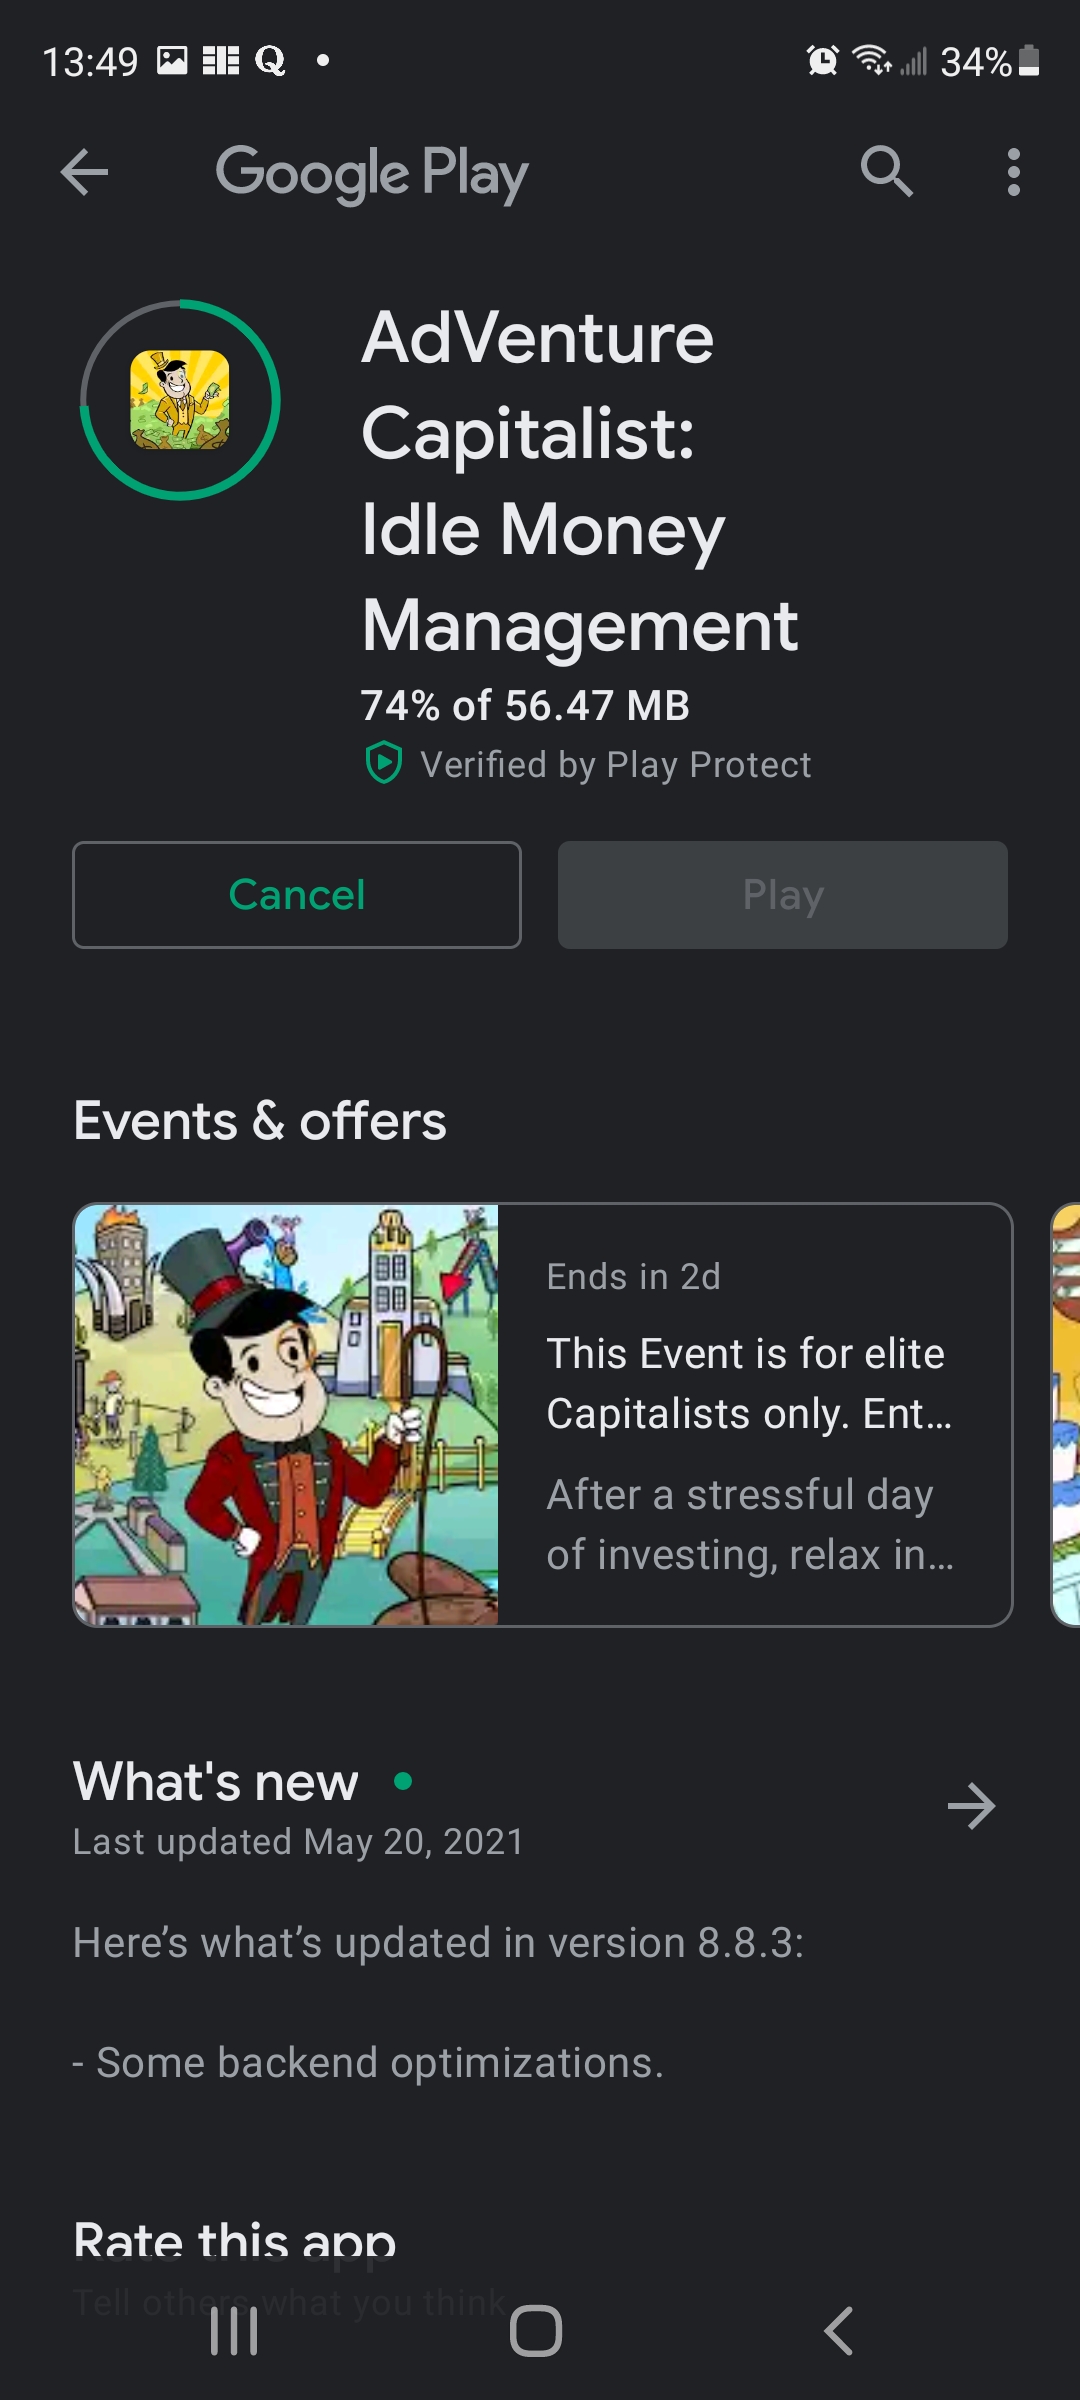 13:49
34%
Google Play
AdVenture
Capitalist:
Idle Money
Management
74% of 56.47 MB
Verified by Play Protect
Cancel
Play
Events & offers
Ends in 2d
This Event is for elite
Capitalists only. Ent…
After a stressful day
of investing, relax in…
What's new
Last updated May 20, 2021
Here’s what’s updated in version 8.8.3:
- Some backend optimizations.
Rate this app
Tell others what you think